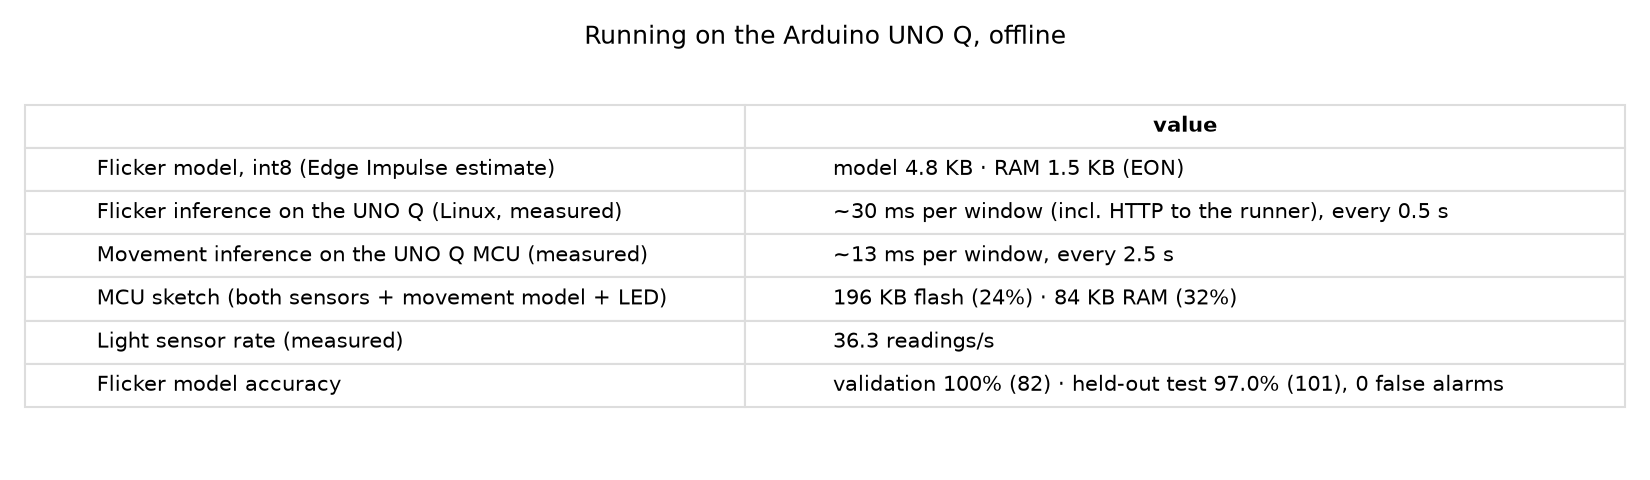 Running on the Arduino UNO Q, offline
value
Flicker model, int8 (Edge Impulse estimate) model 4.8 KB · RAM 1.5 KB (EON)
Flicker inference on the UNO Q (Linux, measured) ~30 ms per window (incl. HTTP to the runner), every 0.5 s
Movement inference on the UNO Q MCU (measured) ~13 ms per window, every 2.5 s
MCU sketch (both sensors + movement model + LED) 196 KB flash (24%) · 84 KB RAM (32%)
Light sensor rate (measured) 36.3 readings/s
Flicker model accuracy validation 100% (82) · held-out test 97.0% (101), 0 false alarms